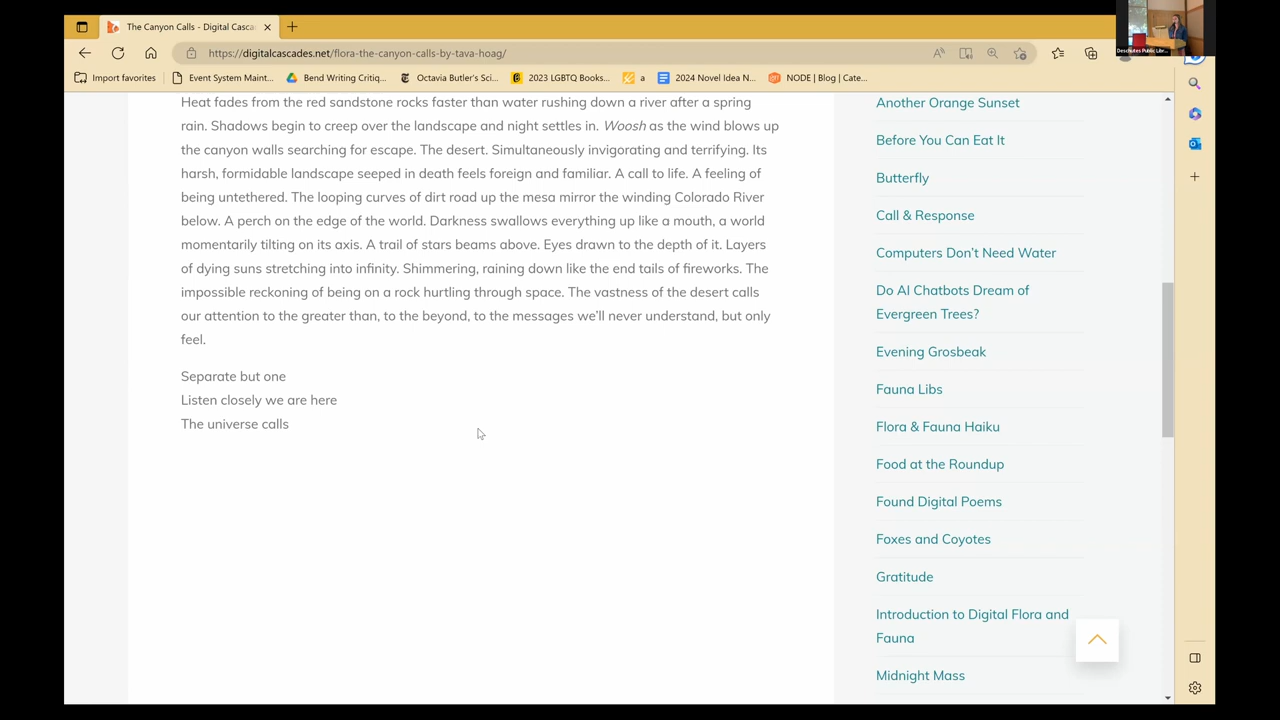 The Canyon Calls - Digital Casca
https://digitalcascades.net/flora-the-canyon-calls-by-tava-hoag/
Import favorites
Event System Maint...
Bend Writing Critiq...
Octavia Butler's Sci...
2023 LGBTQ Books...
a
2024 Novel Idea N...
NODE | Blog | Cate...
Deschutes Public Libr...
Heat fades from the red sandstone rocks faster than water rushing down a river after a spring
rain. Shadows begin to creep over the landscape and night settles in. Woosh as the wind blows up
the canyon walls searching for escape. The desert. Simultaneously invigorating and terrifying. Its
harsh, formidable landscape seeped in death feels foreign and familiar. A call to life. A feeling of
being untethered. The looping curves of dirt road up the mesa mirror the winding Colorado River
below. A perch on the edge of the world. Darkness swallows everything up like a mouth, a world
momentarily tilting on its axis. A trail of stars beams above. Eyes drawn to the depth of it. Layers
of dying suns stretching into infinity. Shimmering, raining down like the end tails of fireworks. The
impossible reckoning of being on a rock hurtling through space. The vastness of the desert calls
our attention to the greater than, to the beyond, to the messages we'll never understand, but only
feel.
Separate but one
Listen closely we are here
The universe calls
Another Orange Sunset
Before You Can Eat It
Butterfly
Call & Response
Computers Don't Need Water
Do AI Chatbots Dream of
Evergreen Trees?
Evening Grosbeak
Fauna Libs
Flora & Fauna Haiku
Food at the Roundup
Found Digital Poems
Foxes and Coyotes
Gratitude
Introduction to Digital Flora and
Fauna
Midnight Mass